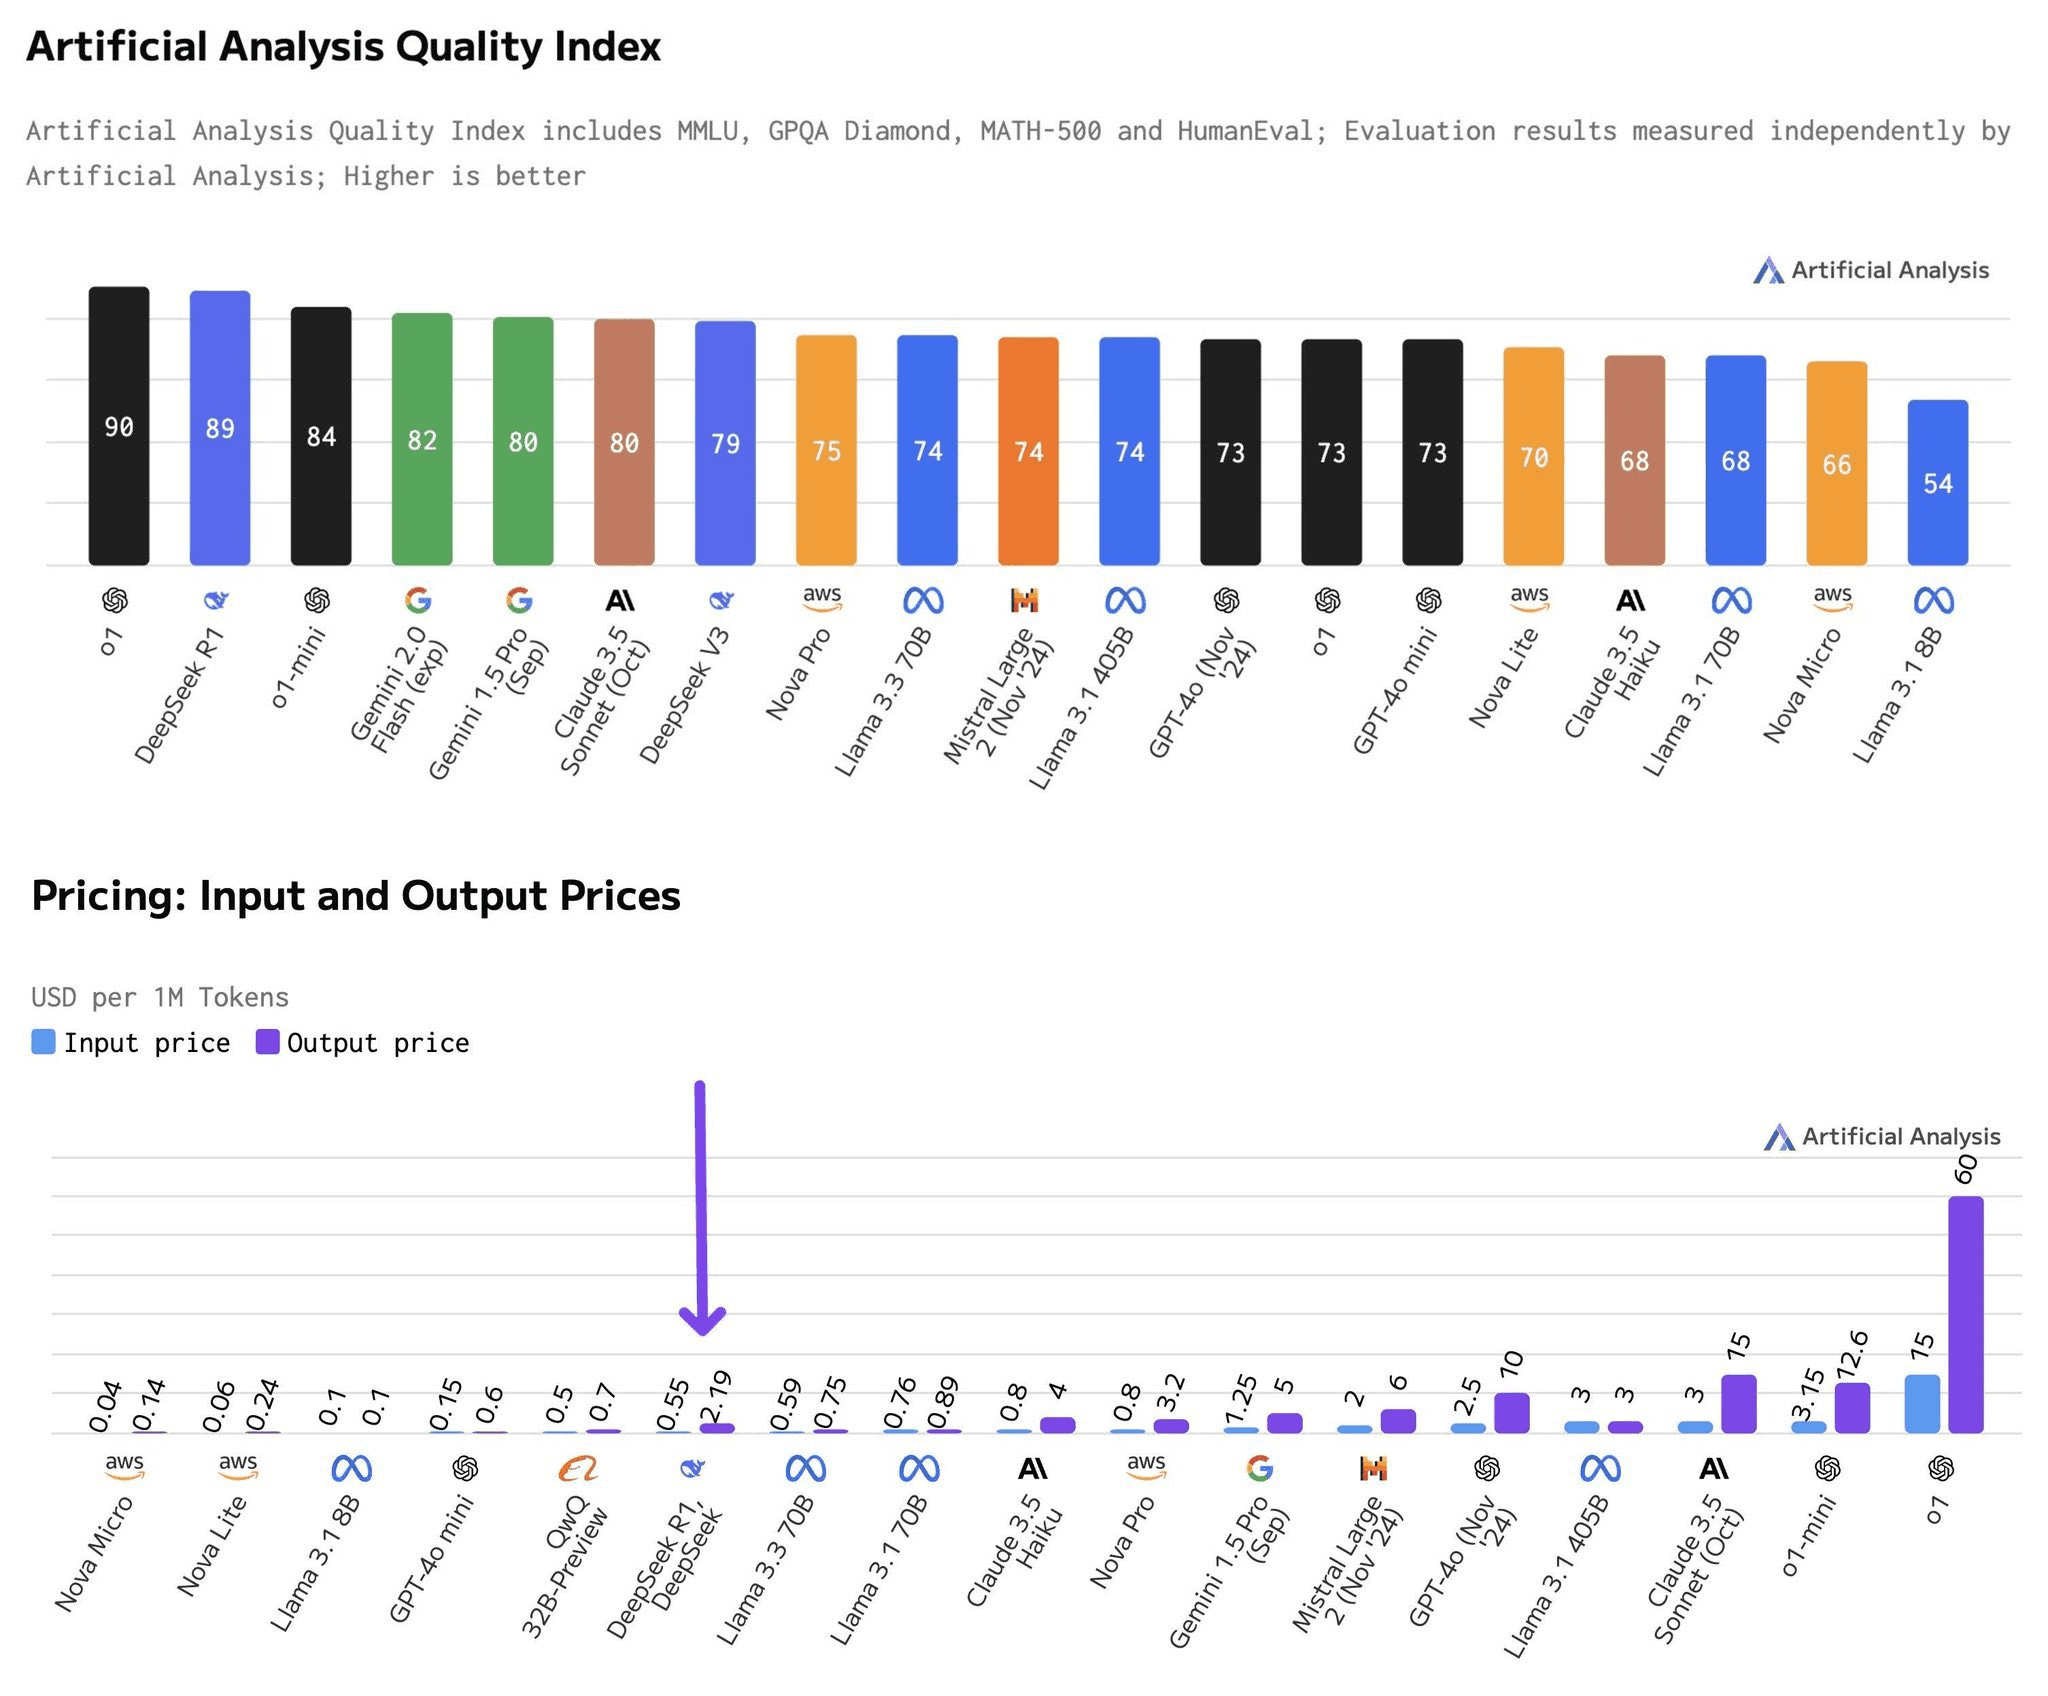 Artificial Analysis Quality Index
Artificial Analysis Quality Index includes MMLU, GPQA Diamond, MATH-500 and HumanEval; Evaluation results measured independently by
Artificial Analysis; Higher is better
Artificial Analysis
90
89
84
82
80
80
79
75
74
74
74
73
73
73
70
68
68
66
54
aws
aws
aws
o1
DeepSeek R1
o1-mini
Gemini 2.0
Flash (exp)
Gemini 1.5 Pro
(Sep)
Claude 3.5
Sonnet (Oct)
DeepSeek V3
Nova Pro
Llama 3.3 70B
Mistral Large
2 (Nov '24)
Llama 3.1 405B
GPT-4o (Nov
'24)
o1
GPT-4o mini
Nova Lite
Claude 3.5
Haiku
Llama 3.1 70B
Nova Micro
Llama 3.1 8B
Pricing: Input and Output Prices
USD per 1M Tokens
Input price
Output price
Artificial Analysis
0.04
0.14
0.06
0.24
0.1
0.1
0.15
0.6
0.5
0.7
0.55
2.19
0.59
0.75
0.76
0.89
0.8
4
0.8
3.2
1.25
5
2
6
2.5
10
3
3
3
15
3.15
12.6
15
60
aws
aws
aws
Nova Micro
Nova Lite
Llama 3.1 8B
GPT-4o mini
QwQ
32B-Preview
DeepSeek R1,
DeepSeek
Llama 3.3 70B
Llama 3.1 70B
Claude 3.5
Haiku
Nova Pro
Gemini 1.5 Pro
(Sep)
Mistral Large
2 (Nov '24)
GPT-4o (Nov
'24)
Llama 3.1 405B
Claude 3.5
Sonnet (Oct)
o1-mini
o1